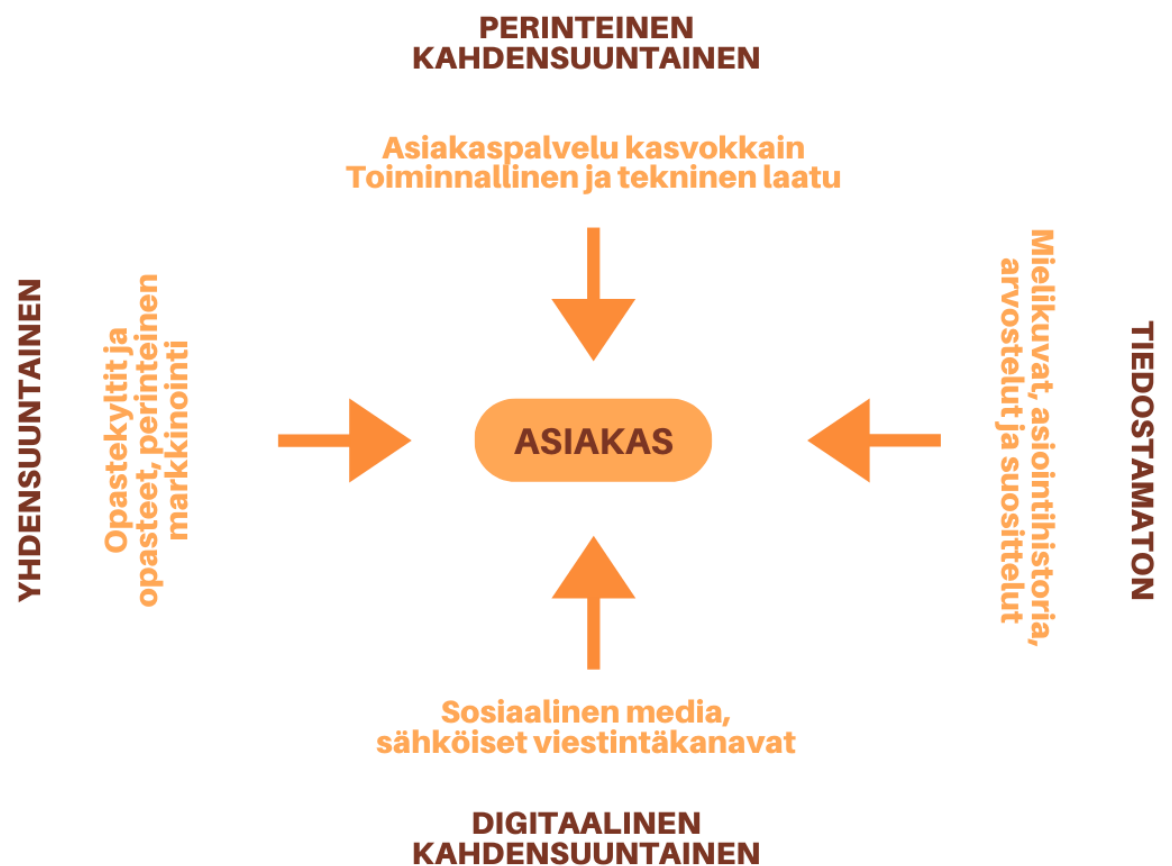 PERINTEINEN
KAHDENSUUNTAINEN
Asiakaspalvelu kasvokkain
Toiminnallinen ja tekninen laatu
YHDENSUUNTAINEN
Opastekyltit ja
opasteet, perinteinen
markkinointi
ASIAKAS
Mielikuvat, asiointihistoria,
arvostelut ja suosittelut
TIEDOSTAMATON
Sosiaalinen media,
sähköiset viestintäkanavat
DIGITAALINEN
KAHDENSUUNTAINEN